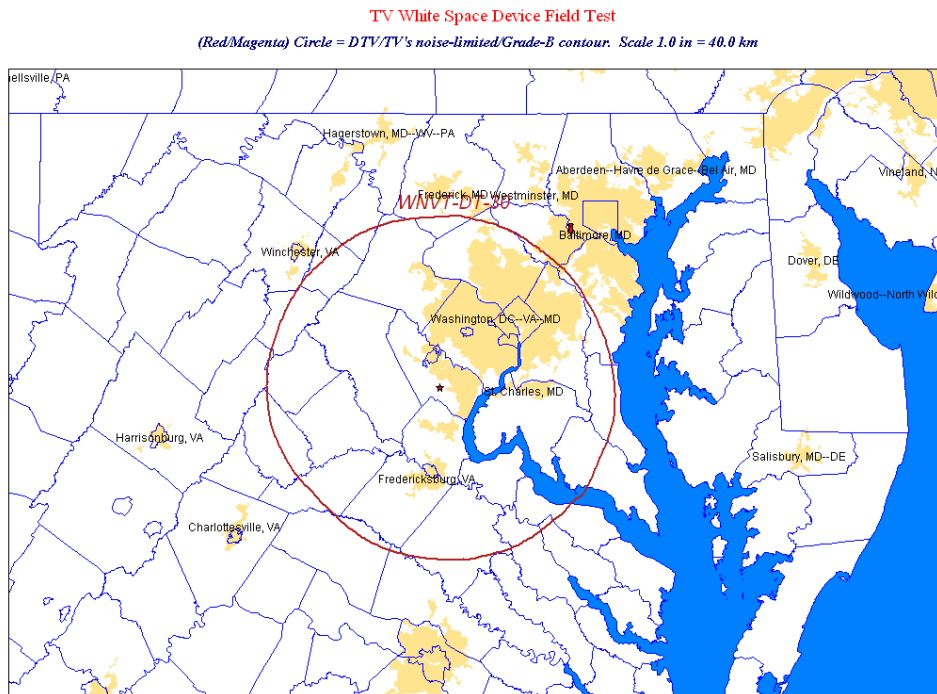 TV White Space Device Field Test
(Red/Magenta) Circle = DTV/TV's noise-limited/Grade-B contour. Scale 1.0 in = 40.0 km
nellsville, PA
Hagerstown, MD--WV--PA
Aberdeen--Havre de Grace--Bel Air, MD
Vineland, N
Frederick, MD
Westminster, MD
WNVT-DT-30
Baltimore, MD
Winchester, VA
Dover, DE
Wildwood--North Wild
Washington, DC--VA--MD
St. Charles, MD
Harrisonburg, VA
Salisbury, MD--DE
Fredericksburg, VA
Charlottesville, VA